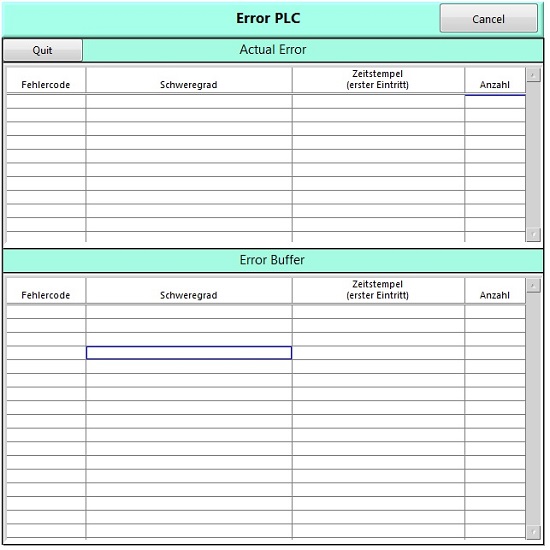 Error PLC
Cancel
Quit
Actual Error
Fehlercode
Schweregrad
Zeitstempel
(erster Eintritt)
Anzahl
Error Buffer
Fehlercode
Schweregrad
Zeitstempel
(erster Eintritt)
Anzahl